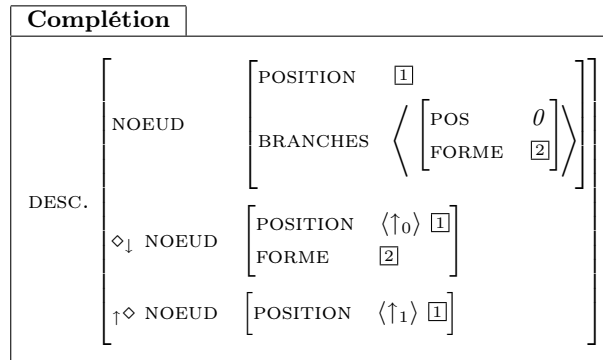 Complétion
POSITION 1
NOEUD
BRANCHES ⟨ POS 0
FORME 2 ⟩
DESC.
POSITION ⟨↑₀⟩ 1
◇↓ NOEUD
FORME 2
↑◇ NOEUD POSITION ⟨↑₁⟩ 1